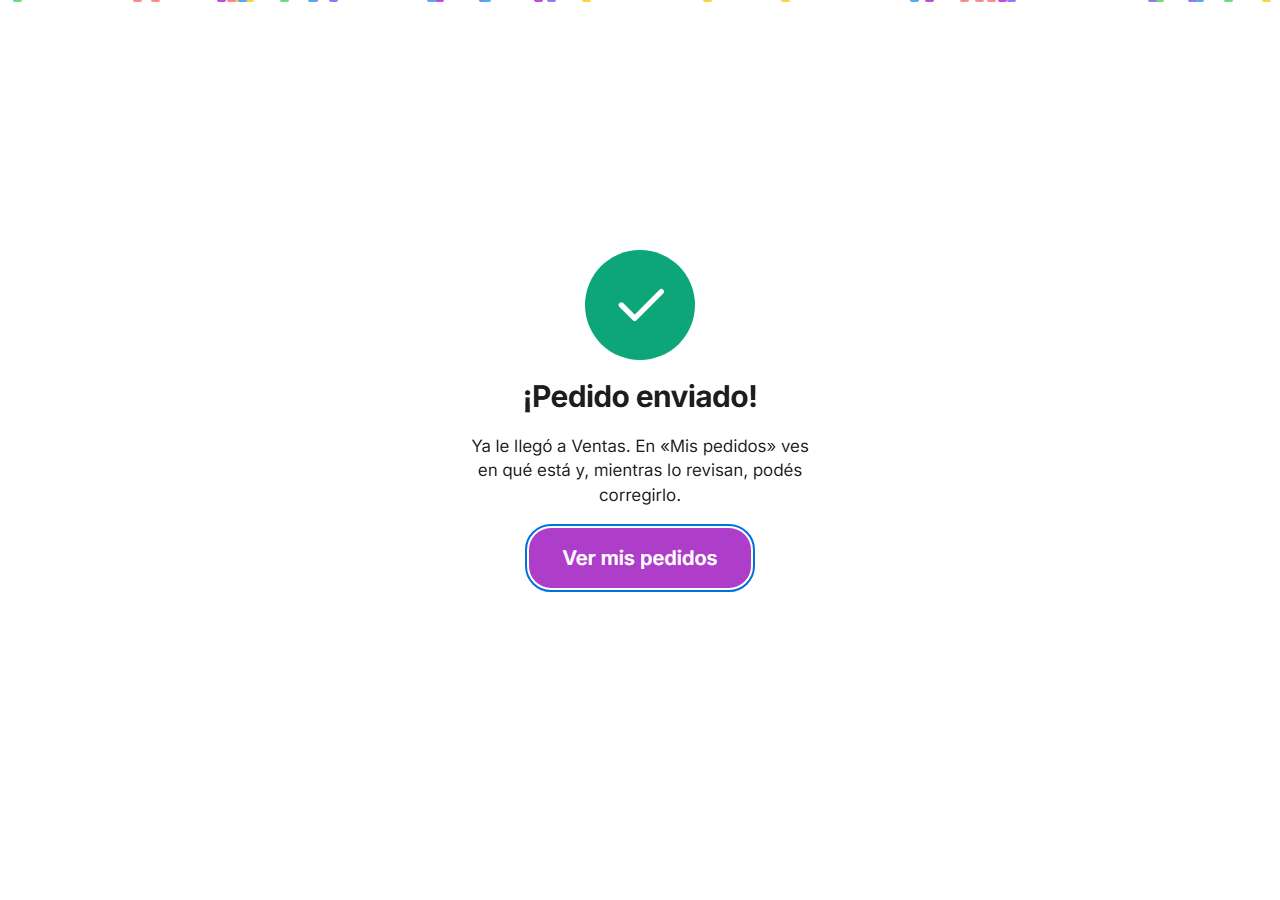 ¡Pedido enviado!
Ya le llegó a Ventas. En «Mis pedidos» ves
en qué está y, mientras lo revisan, podés
corregirlo.
Ver mis pedidos